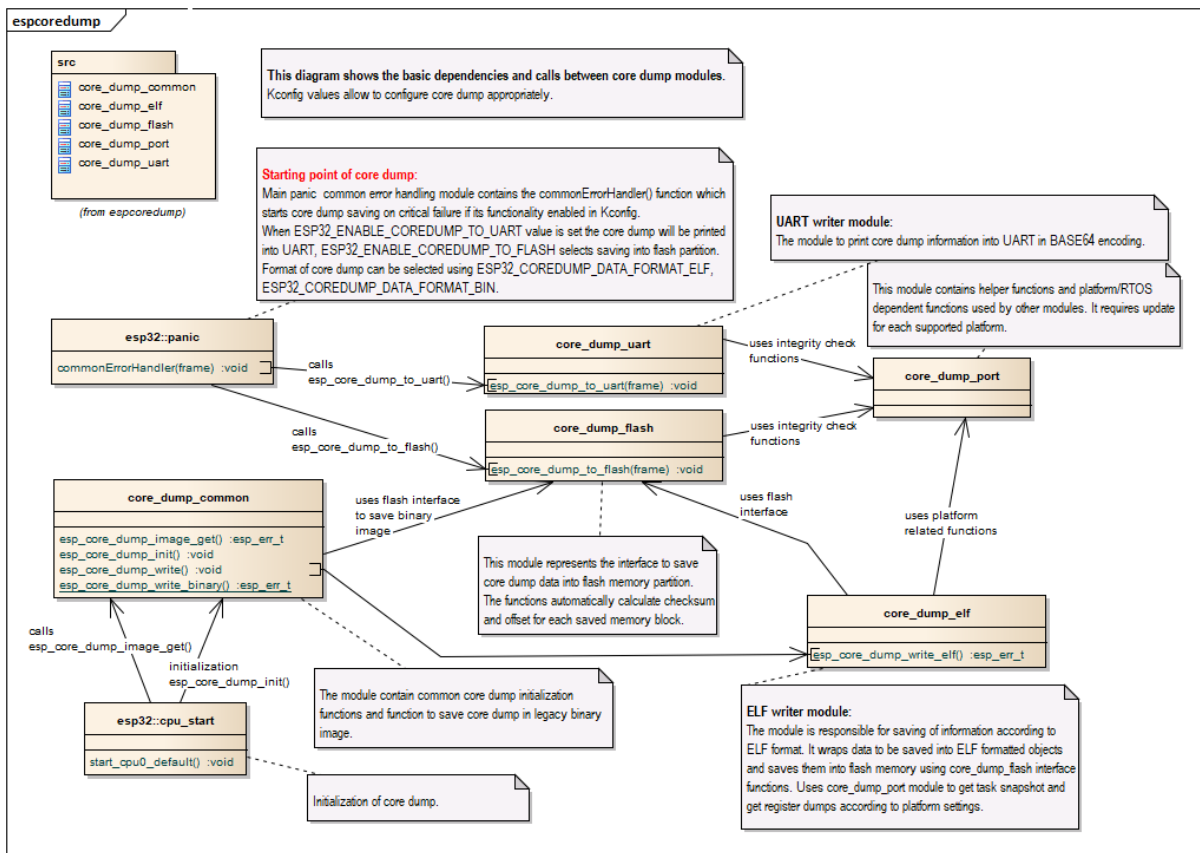 espcoredump
src
core_dump_common
core_dump_elf
core_dump_flash
core_dump_port
core_dump_uart
(from espcoredump)
This diagram shows the basic dependencies and calls between core dump modules.
Kconfig values allow to configure core dump appropriately.
Starting point of core dump:
Main panic common error handling module contains the commonErrorHandler() function which
starts core dump saving on critical failure if its functionality enabled in Kconfig.
When ESP32_ENABLE_COREDUMP_TO_UART value is set the core dump will be printed
into UART, ESP32_ENABLE_COREDUMP_TO_FLASH selects saving into flash partition.
Format of core dump can be selected using ESP32_COREDUMP_DATA_FORMAT_ELF,
ESP32_COREDUMP_DATA_FORMAT_BIN.
UART writer module:
The module to print core dump information into UART in BASE64 encoding.
This module contains helper functions and platform/RTOS
dependent functions used by other modules. It requires update
for each supported platform.
esp32::panic
commonErrorHandler(frame) :void
calls
esp_core_dump_to_uart()
core_dump_uart
esp_core_dump_to_uart(frame) :void
uses integrity check
functions
core_dump_port
calls
esp_core_dump_to_flash()
core_dump_flash
esp_core_dump_to_flash(frame) :void
uses integrity check
functions
core_dump_common
esp_core_dump_image_get() :esp_err_t
esp_core_dump_init() :void
esp_core_dump_write() :void
esp_core_dump_write_binary() :esp_err_t
uses flash interface
to save binary
image
uses flash
interface
uses platform
related functions
This module represents the interface to save
core dump data into flash memory partition.
The functions automatically calculate checksum
and offset for each saved memory block.
core_dump_elf
esp_core_dump_write_elf() :esp_err_t
calls
esp_core_dump_image_get()
initialization
esp_core_dump_init()
The module contain common core dump initialization
functions and function to save core dump in legacy binary
image.
esp32::cpu_start
start_cpu0_default() :void
Initialization of core dump.
ELF writer module:
The module is responsible for saving of information according to
ELF format. It wraps data to be saved into ELF formatted objects
and saves them into flash memory using core_dump_flash interface
functions. Uses core_dump_port module to get task snapshot and
get register dumps according to platform settings.